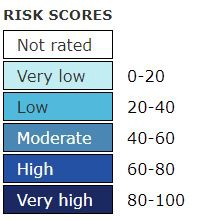 RISK SCORES
Not rated
Very low 0-20
Low 20-40
Moderate 40-60
High 60-80
Very high 80-100